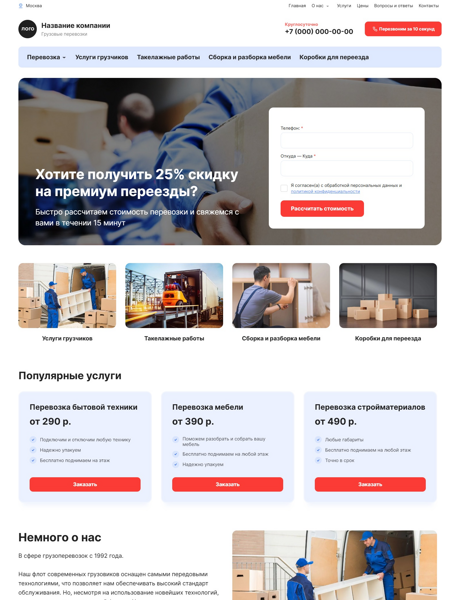 Москва
Главная О нас Услуги Цены Вопросы и ответы Контакты
ЛОГО
Название компании
Грузовые перевозки
Круглосуточно
+7 (000) 000-00-00
Перезвоним за 10 секунд
Перевозка Услуги грузчиков Такелажные работы Сборка и разборка мебели Коробки для переезда
Хотите получить 25% скидку
на премиум переезды?
Быстро рассчитаем стоимость перевозки и свяжемся с
вами в течении 15 минут
Телефон: *
Откуда — Куда *
Я согласен(а) с обработкой персональных данных и
политикой конфиденциальности
Рассчитать стоимость
Услуги грузчиков
Такелажные работы
Сборка и разборка мебели
Коробки для переезда
Популярные услуги
Перевозка бытовой техники
от 290 р.
Подключим и отключим любую технику
Надежно упакуем
Бесплатно поднимаем на этаж
Заказать
Перевозка мебели
от 390 р.
Поможем разобрать и собрать вашу
мебель
Бесплатно поднимаем на любой этаж
Надежно упакуем
Заказать
Перевозка стройматериалов
от 490 р.
Любые габариты
Бесплатно поднимаем на любой этаж
Точно в срок
Заказать
Немного о нас
В сфере грузоперевозок с 1992 года.
Наш флот современных грузовиков оснащен самыми передовыми
технологиями, что позволяет нам обеспечивать высокий стандарт
обслуживания. Но, несмотря на использование новейших технологий,